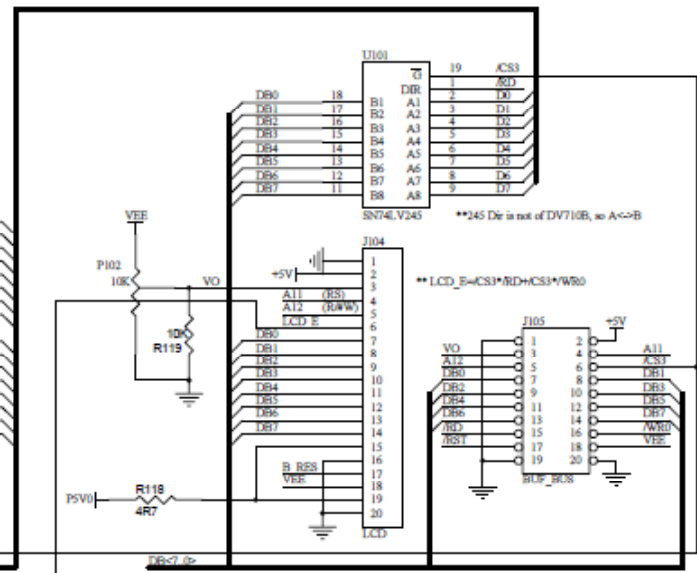 U101
19 /CS3
G
1 /RD
DIR
DB0 18 B1 A1 2 D0
DB1 17 B2 A2 3 D1
DB2 16 B3 A3 4 D2
DB3 15 B4 A4 5 D3
DB4 14 B5 A5 6 D4
DB5 13 B6 A6 7 D5
DB6 12 B7 A7 8 D6
DB7 11 B8 A8 9 D7
SN74LV245
**245 Dir is not of DV710B, so A<->B
VEE
P102
10K
VO
10K
R119
J104
+5V
1
2
3
A11 (RS) 4
A12 (R/WW) 5
LCD_E 6
DB0 7
DB1 8
DB2 9
DB3 10
DB4 11
DB5 12
DB6 13
DB7 14
15
16
B_RES 17
VEE 18
19
20
LCD
** LCD_E=/CS3*/RD+/CS3*/WR0
J105
+5V
1 2
VO 3 4 A11
A12 5 6 /CS3
DB0 7 8 DB1
DB2 9 10 DB3
DB4 11 12 DB5
DB6 13 14 DB7
/RD 15 16 /WR0
/RST 17 18 VEE
19 20
BUF_BUS
P5V0
R118
4R7
DB<7..0>